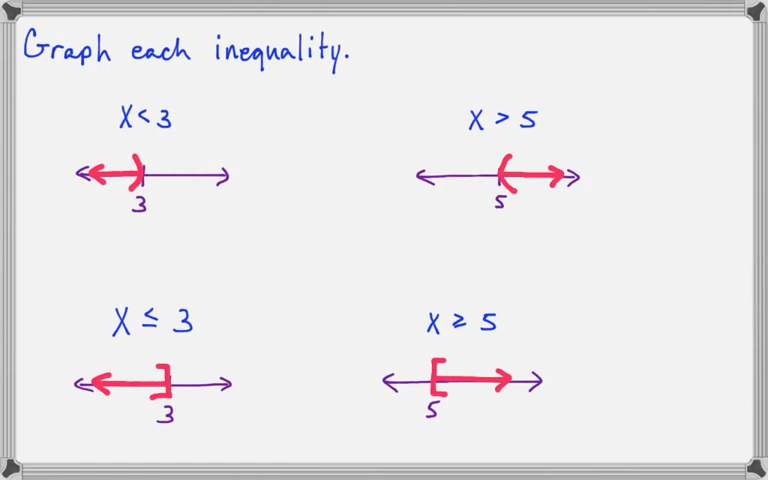 Graph each inequality.
X < 3
X > 5
3
5
X ≤ 3
X ≥ 5
3
5